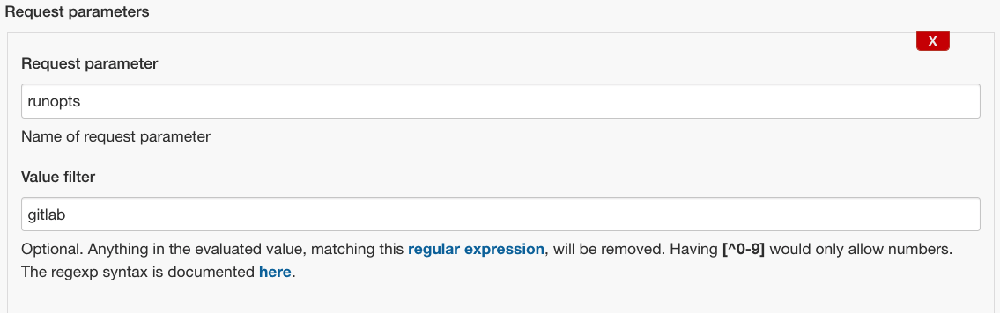 Request parameters
X
Request parameter
runopts
Name of request parameter
Value filter
gitlab
Optional. Anything in the evaluated value, matching this regular expression, will be removed. Having [^0-9] would only allow numbers.
The regexp syntax is documented here.